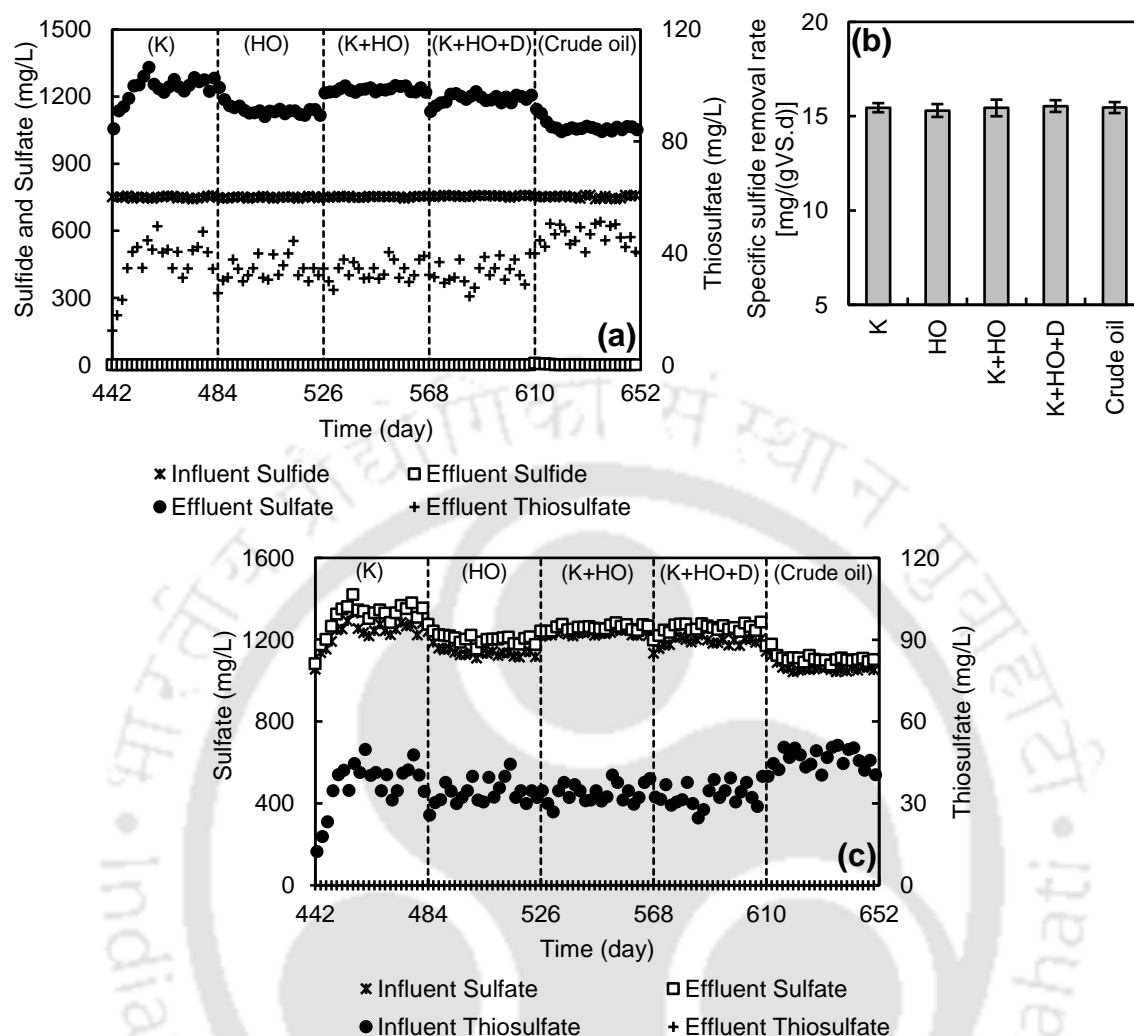 (a)
Sulfide and Sulfate (mg/L)
1500
1200
900
600
300
0
(K) (HO) (K+HO) (K+HO+D) (Crude oil)
120
80
40
0
Thiosulfate (mg/L)
(a)
442 484 526 568 610 652
Time (day)
Influent Sulfide Effluent Sulfide
Effluent Sulfate Effluent Thiosulfate
Specific sulfide removal rate
[mg/(gVS.d)]
20
15
10
5
(b)
K HO K+HO K+HO+D Crude oil
Sulfate (mg/L)
1600
1200
800
400
0
(K) (HO) (K+HO) (K+HO+D) (Crude oil)
120
90
60
30
0
Thiosulfate (mg/L)
(c)
442 484 526 568 610 652
Time (day)
Influent Sulfate Effluent Sulfate
Influent Thiosulfate Effluent Thiosulfate